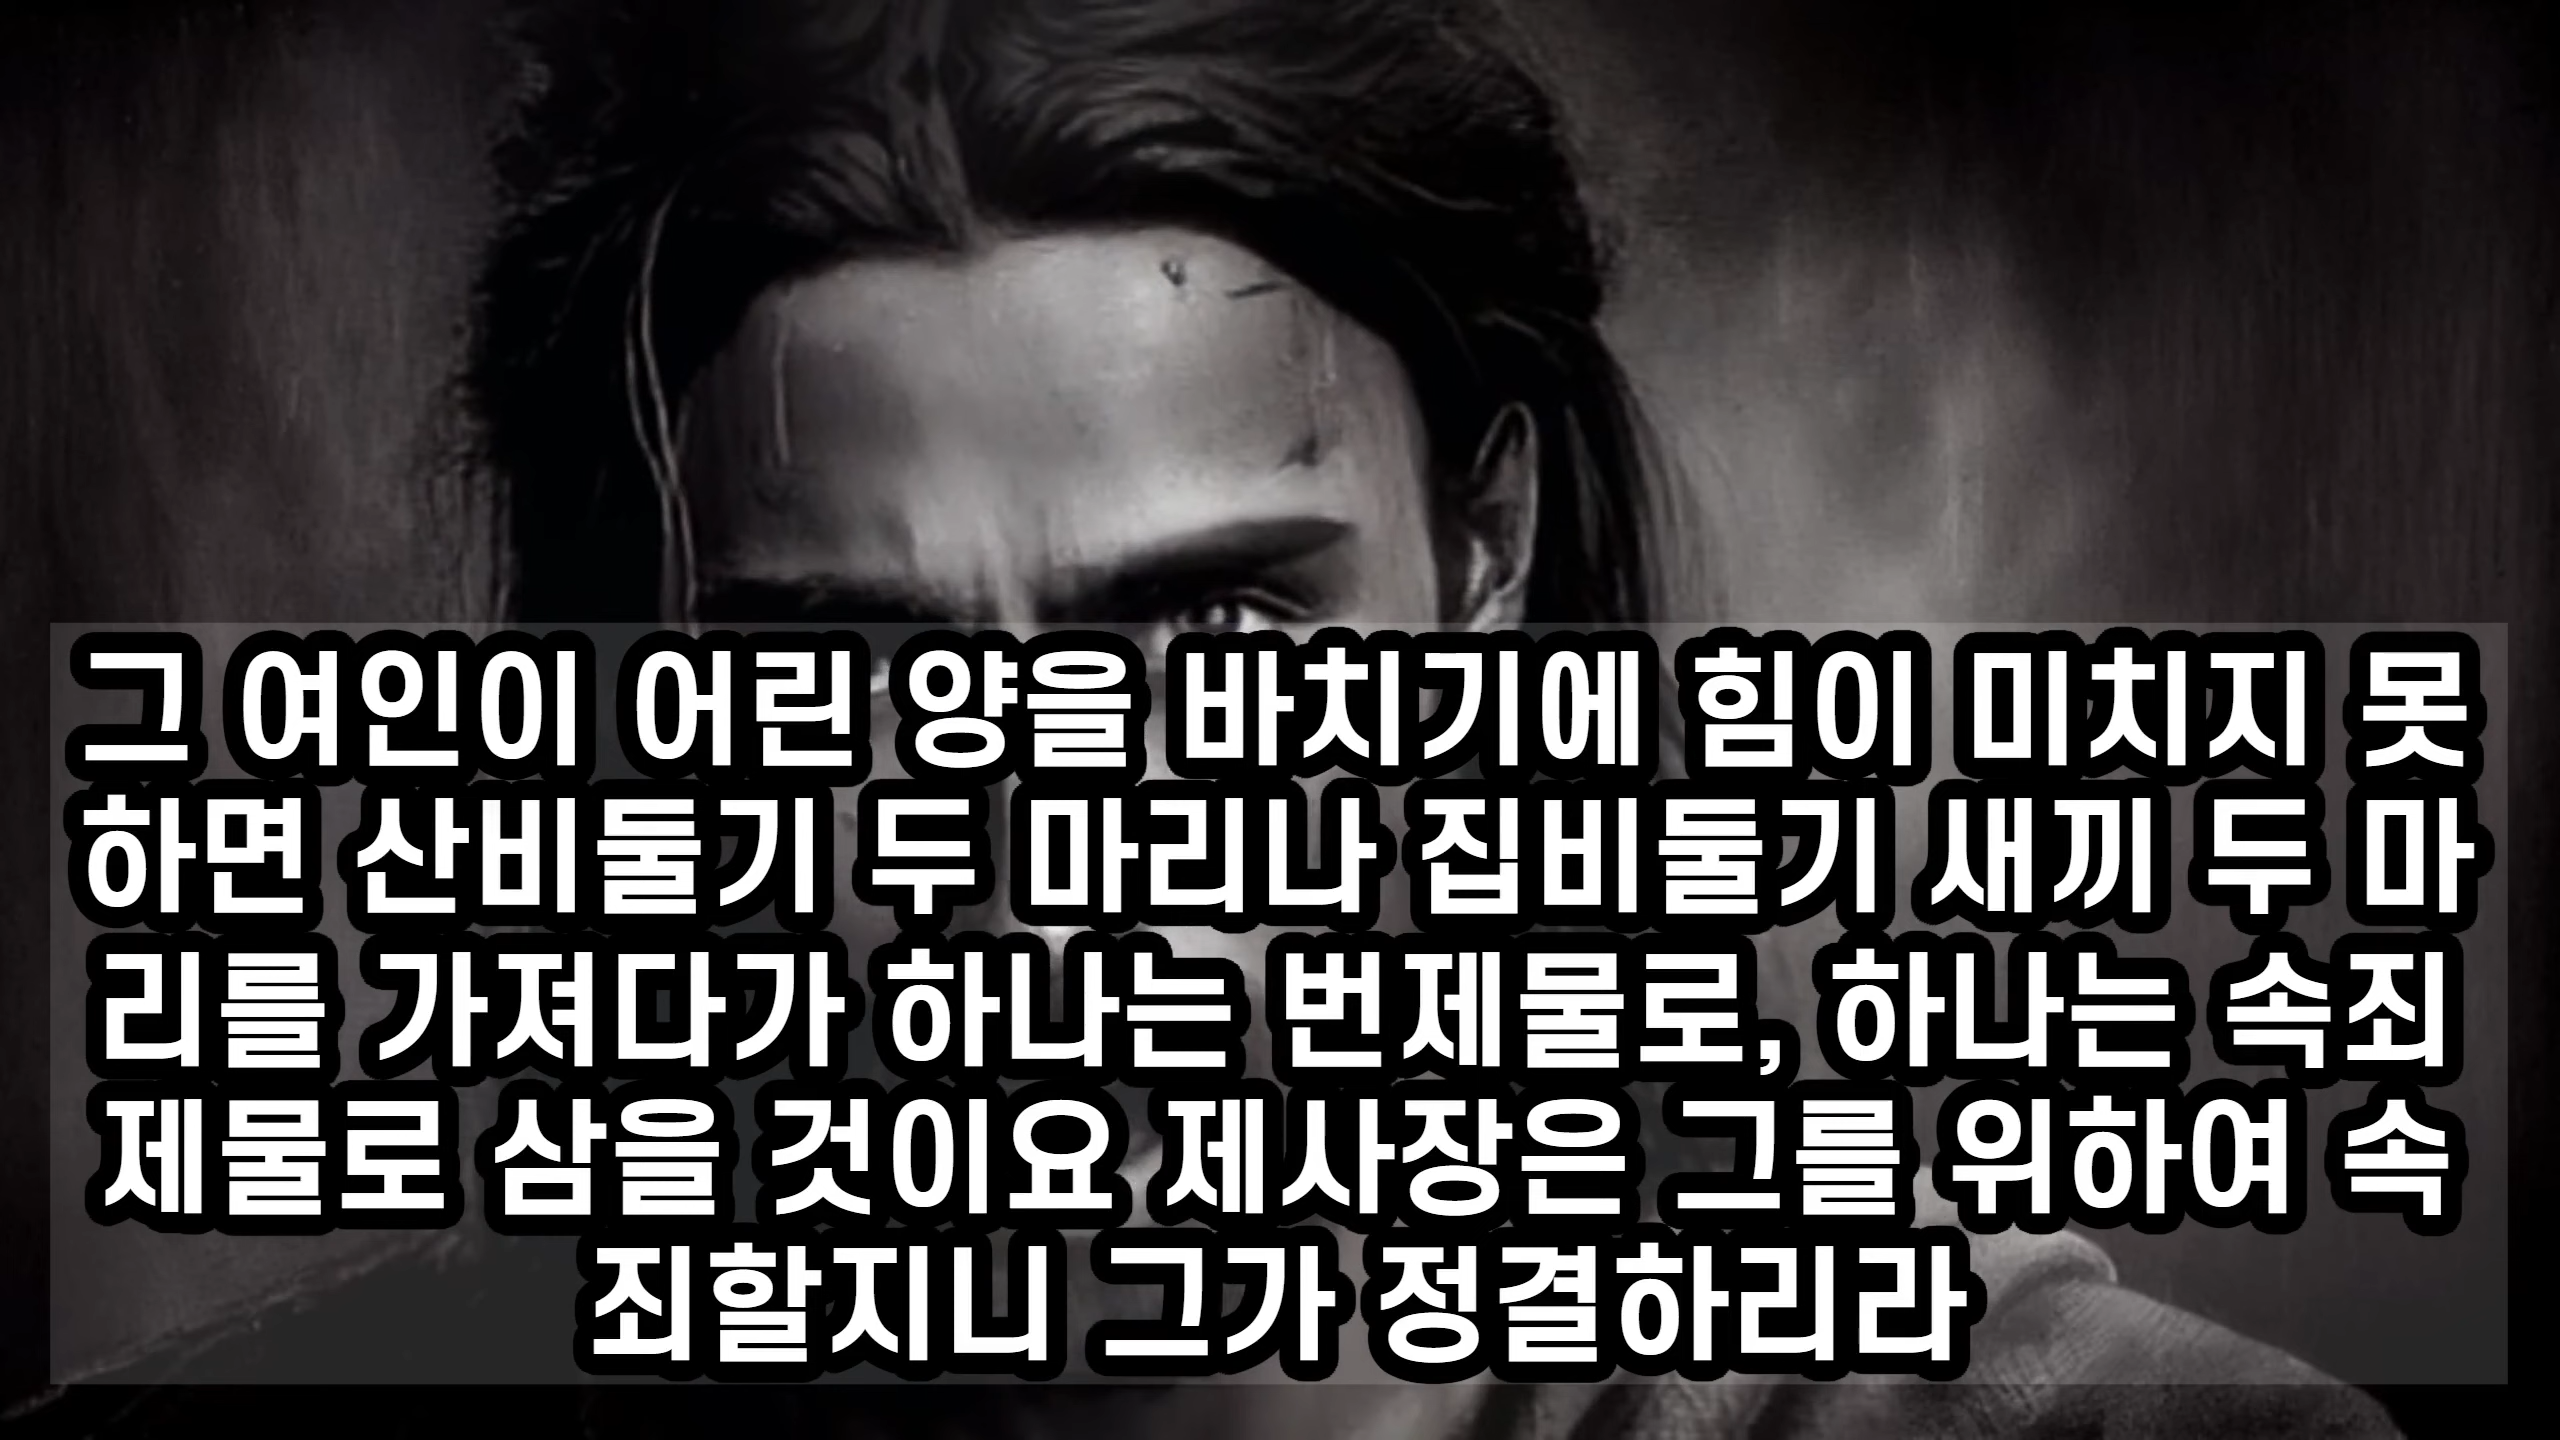 그 여인이 어린 양을 바치기에 힘이 미치지 못
하면 산비둘기 두 마리나 집비둘기 새끼 두 마
리를 가져다가 하나는 번제물로, 하나는 속죄
제물로 삼을 것이요 제사장은 그를 위하여 속
죄할지니 그가 정결하리라